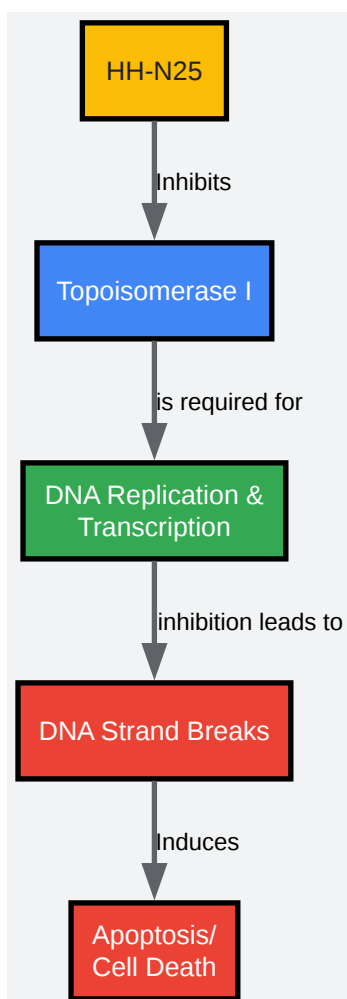 HH-N25
Inhibits
Topoisomerase I
is required for
DNA Replication &
Transcription
inhibition leads to
DNA Strand Breaks
Induces
Apoptosis/
Cell Death